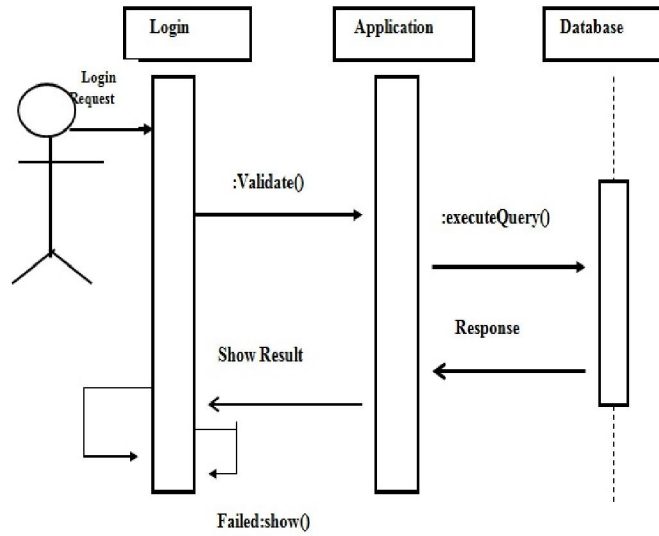 Login
Application
Database
Login
Request
:Validate()
:executeQuery()
Response
Show Result
Failed:show()